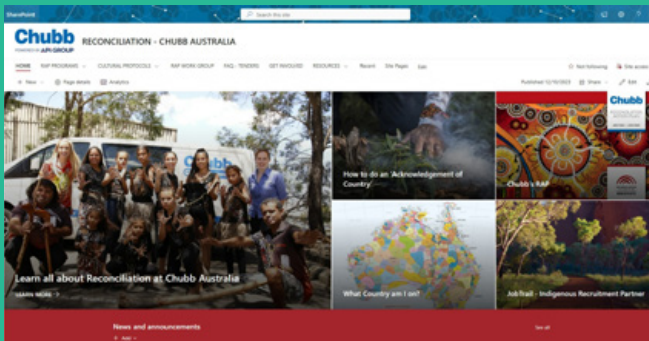 SharePoint
Search this site
Chubb
POWERED BY APi GROUP
RECONCILIATION - CHUBB AUSTRALIA
HOME RAP PROGRAMS CULTURAL PROTOCOLS RAP WORK GROUP FAQ - TENDERS GET INVOLVED RESOURCES Recent Site Pages Edit
Not following Site access
+ New Page details Analytics
Published 12/10/2023 Share Edit
Chubb
Chubb
How to do an 'Acknowledgement of
Country'
Chubb's RAP
Learn all about Reconciliation at Chubb Australia
LEARN MORE →
What Country am I on?
JobTrail - Indigenous Recruitment Partner
News and announcements
See all
+ Add